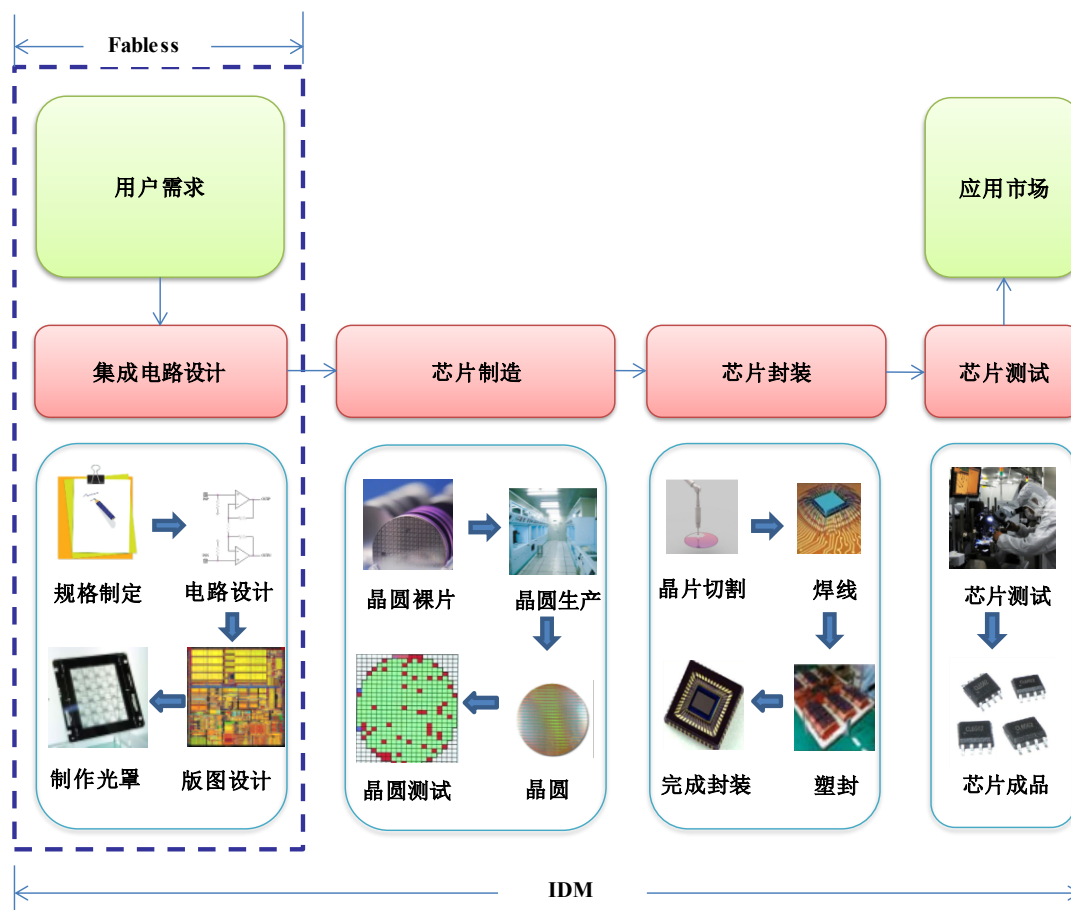 Fabless
用户需求
应用市场
集成电路设计
芯片制造
芯片封装
芯片测试
规格制定
电路设计
晶圆裸片
晶圆生产
晶片切割
焊线
芯片测试
制作光罩
版图设计
晶圆测试
晶圆
完成封装
塑封
芯片成品
IDM